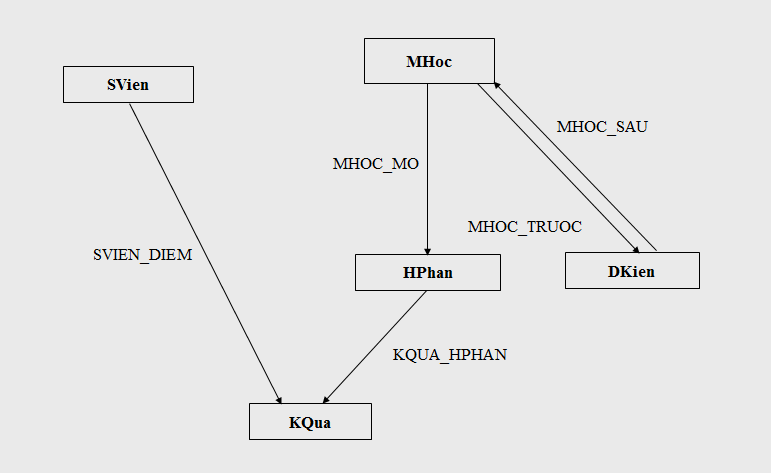 MHoc
SVien
MHOC_SAU
MHOC_MO
MHOC_TRUOC
SVIEN_DIEM
HPhan
DKien
KQUA_HPHAN
KQua